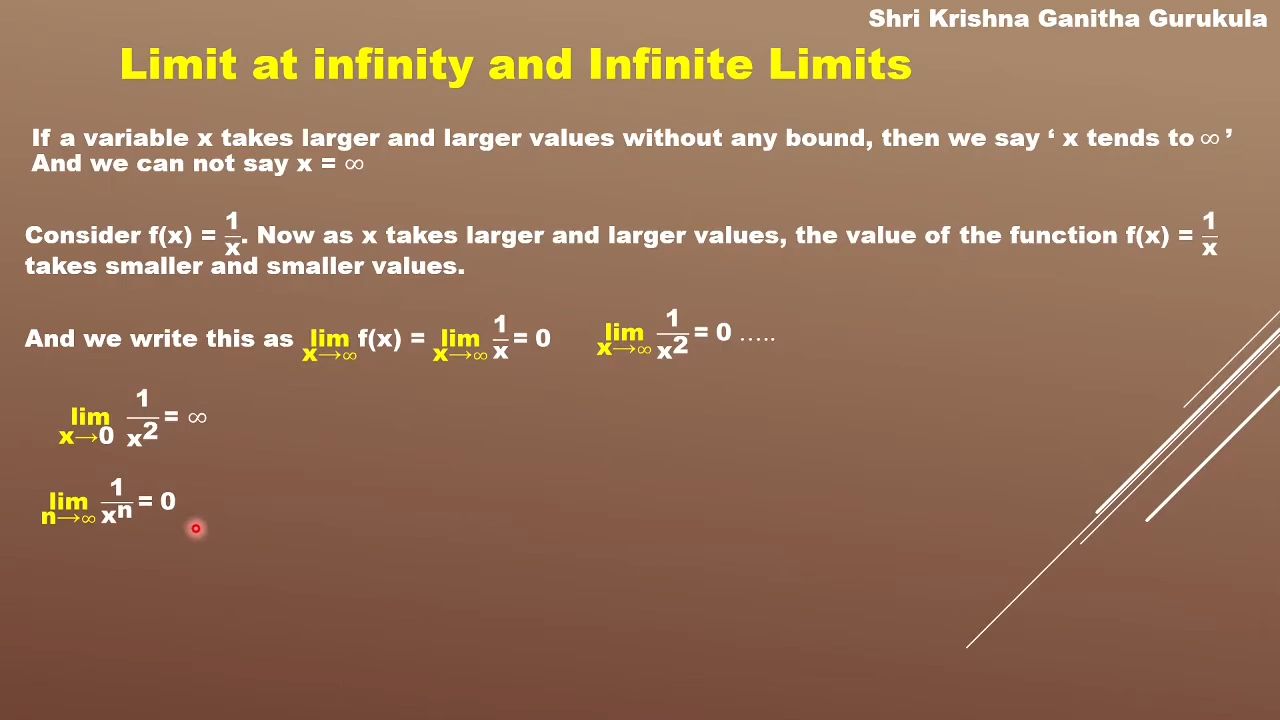 Shri Krishna Ganitha Gurukula
Limit at infinity and Infinite Limits
If a variable x takes larger and larger values without any bound, then we say ‘ x tends to ∞ ’
And we can not say x = ∞
Consider f(x) = 1/x. Now as x takes larger and larger values, the value of the function f(x) = 1/x
takes smaller and smaller values.
And we write this as lim x→∞ f(x) = lim x→∞ 1/x = 0 lim x→∞ 1/x² = 0 …..
lim x→0 1/x² = ∞
lim n→∞ 1/xⁿ = 0